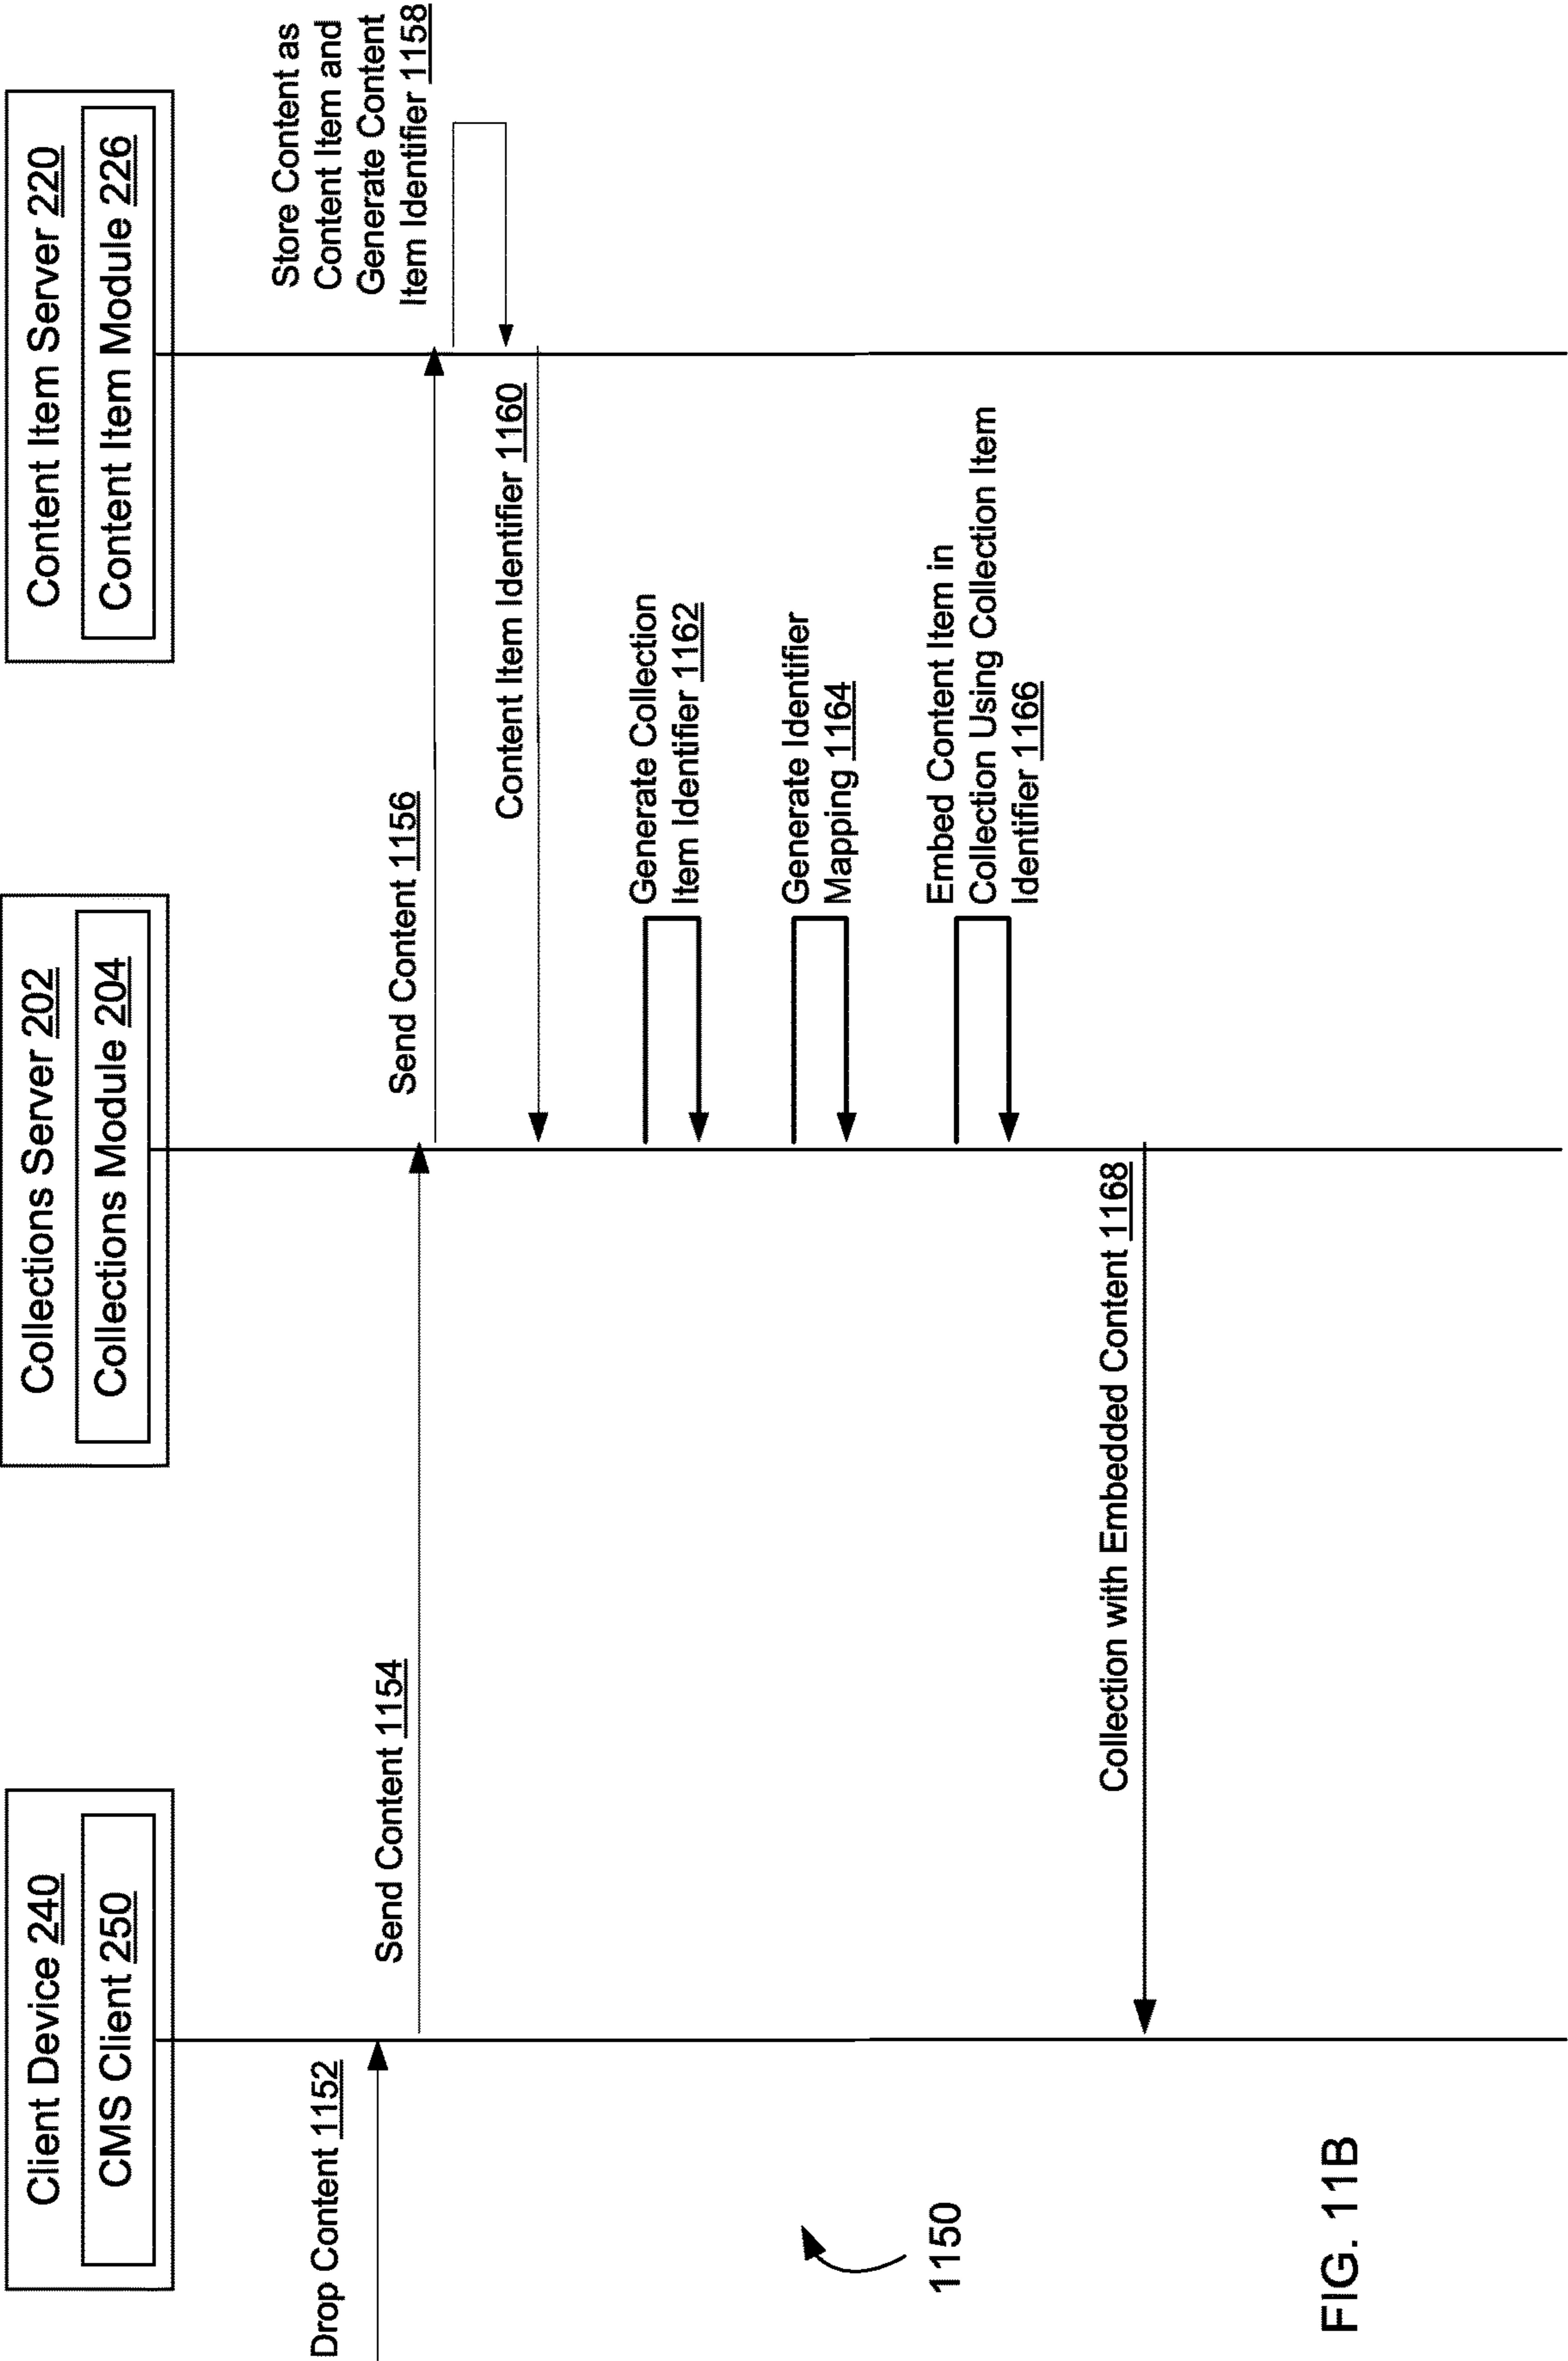 Client Device 240
CMS Client 250
Collections Server 202
Collections Module 204
Content Item Server 220
Content Item Module 226
Drop Content 1152
Send Content 1154
Send Content 1156
Store Content as
Content Item and
Generate Content
Item Identifier 1158
Content Item Identifier 1160
Generate Collection
Item Identifier 1162
Generate Identifier
Mapping 1164
Embed Content Item in
Collection Using Collection Item
Identifier 1166
Collection with Embedded Content 1168
1150
FIG. 11B